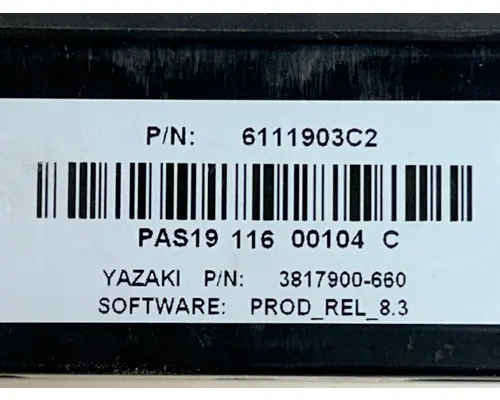 P/N: 6111903C2
PAS19 116 00104 C
YAZAKI P/N: 3817900-660
SOFTWARE: PROD_REL_8.3